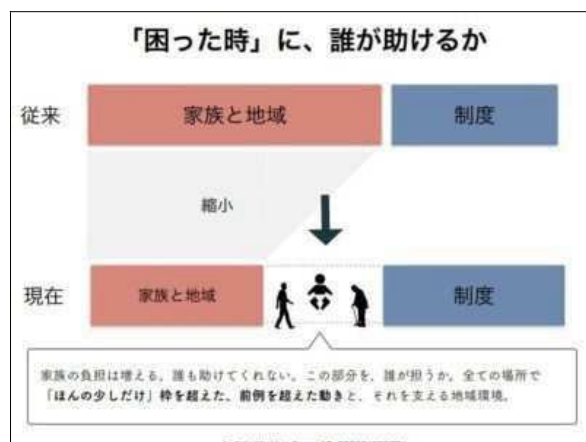 「困った時」に、誰が助けるか
従来
家族と地域
制度
縮小
現在
家族と地域
制度
家族の負担は増える。誰も助けてくれない。この部分を、誰が担うか。全ての場所で
「ほんの少しだけ」枠を超えた、前例を超えた動きと、それを支える地域環境。